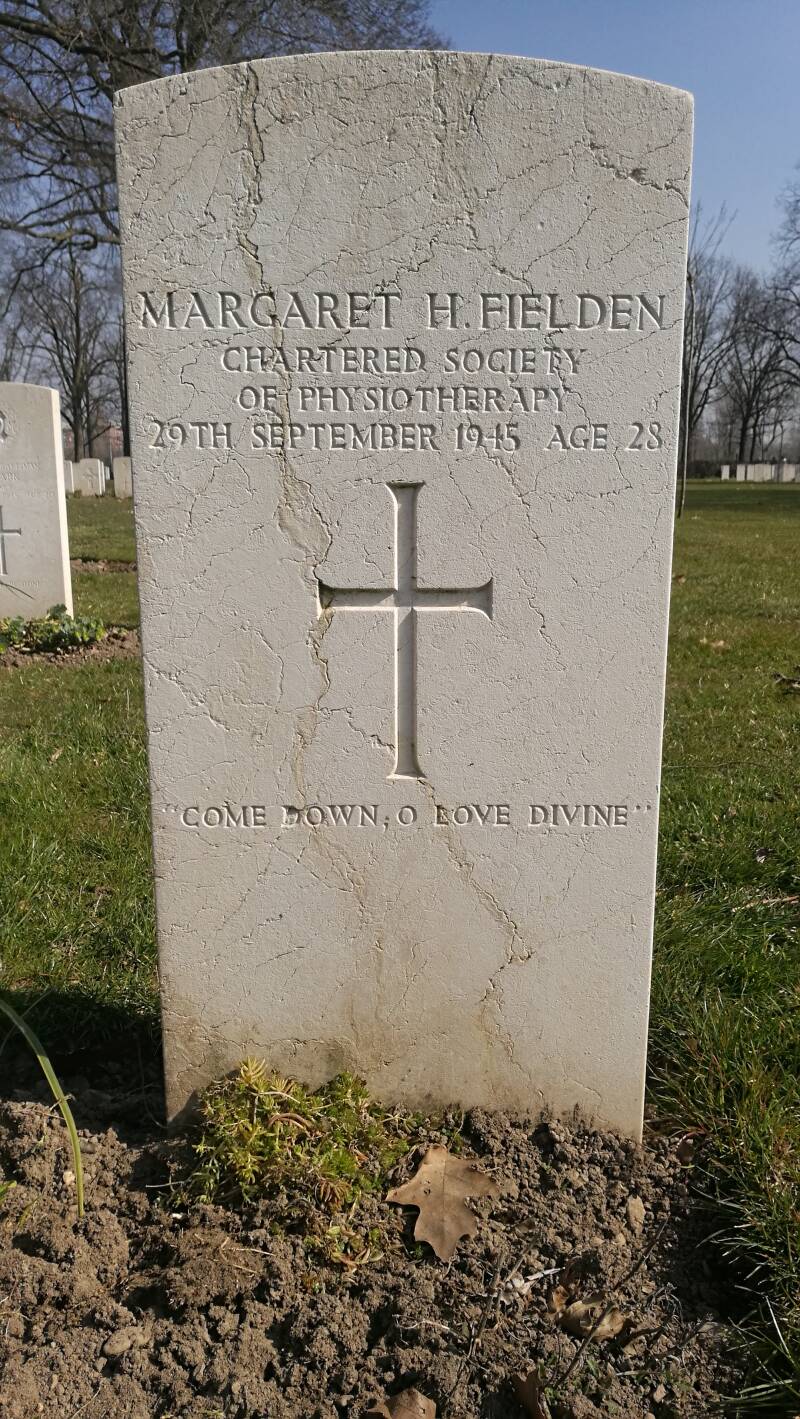 MARGARET H. FIELDEN
CHARTERED SOCIETY
OF PHYSIOTHERAPY
29TH SEPTEMBER 1945 AGE 28
"COME DOWN, O LOVE DIVINE"